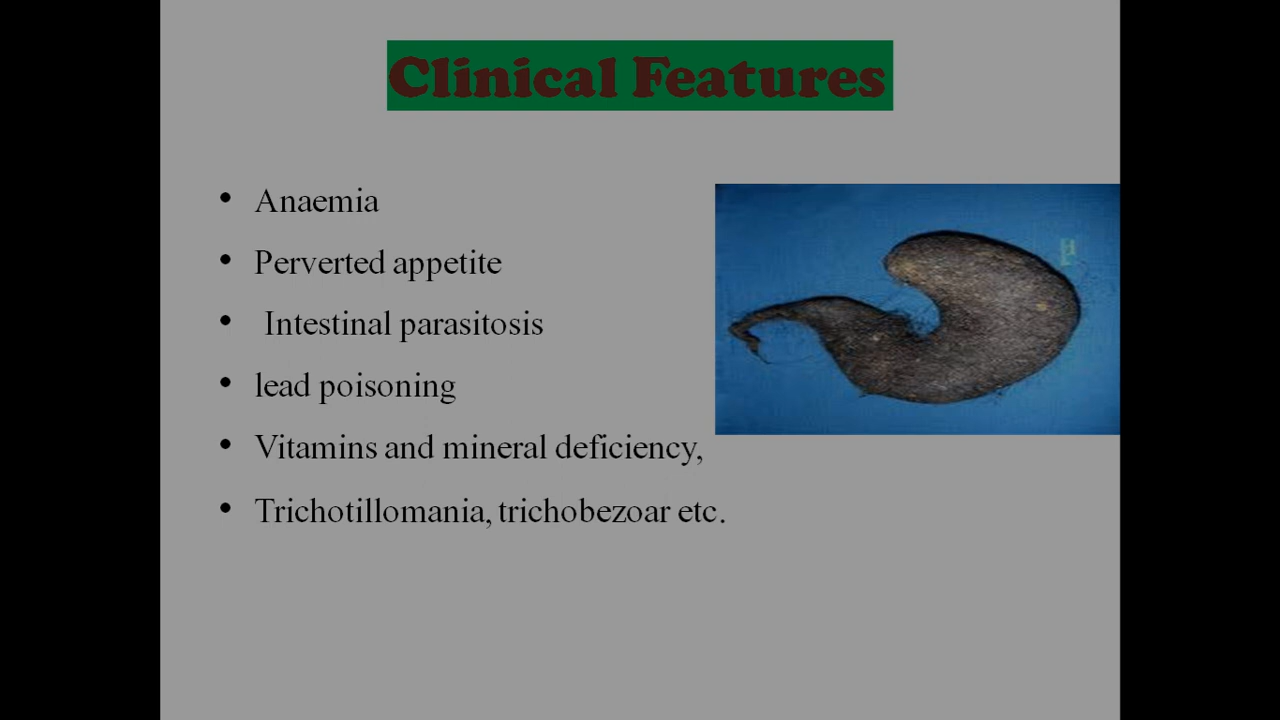 Clinical Features
• Anaemia
• Perverted appetite
• Intestinal parasitosis
• lead poisoning
• Vitamins and mineral deficiency,
• Trichotillomania, trichobezoar etc.